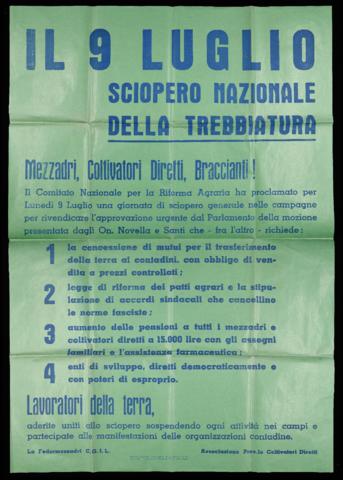 IL 9 LUGLIO
SCIOPERO NAZIONALE
DELLA TREBBIATURA
Mezzadri, Coltivatori Diretti, Braccianti!
Il Comitato Nazionale per la Riforma Agraria ha proclamato per
Lunedì 9 Luglio una giornata di sciopero generale nelle campagne
per rivendicare l'approvazione urgente dal Parlamento della mozione
presentata dagli On. Novella e Santi che - fra l'altro - richiede:
1 la concessione di mutui per il trasferimento
della terra ai contadini, con obbligo di ven-
dita a prezzi controllati;
2 legge di riforma dei patti agrari e la stipu-
lazione di accordi sindacali che cancellino
le norme fasciste;
3 aumento delle pensioni a tutti i mezzadri e
coltivatori diretti a 15.000 lire con gli assegni
familiari e l'assistenza farmaceutica;
4 enti di sviluppo, diretti democraticamente e
con poteri di esproprio.
Lavoratori della terra,
aderite uniti allo sciopero sospendendo ogni attività nei campi e
partecipate alle manifestazioni delle organizzazioni contadine.
La Federmezzadri C.G.I.L.
Associazione Prov.le Coltivatori Diretti